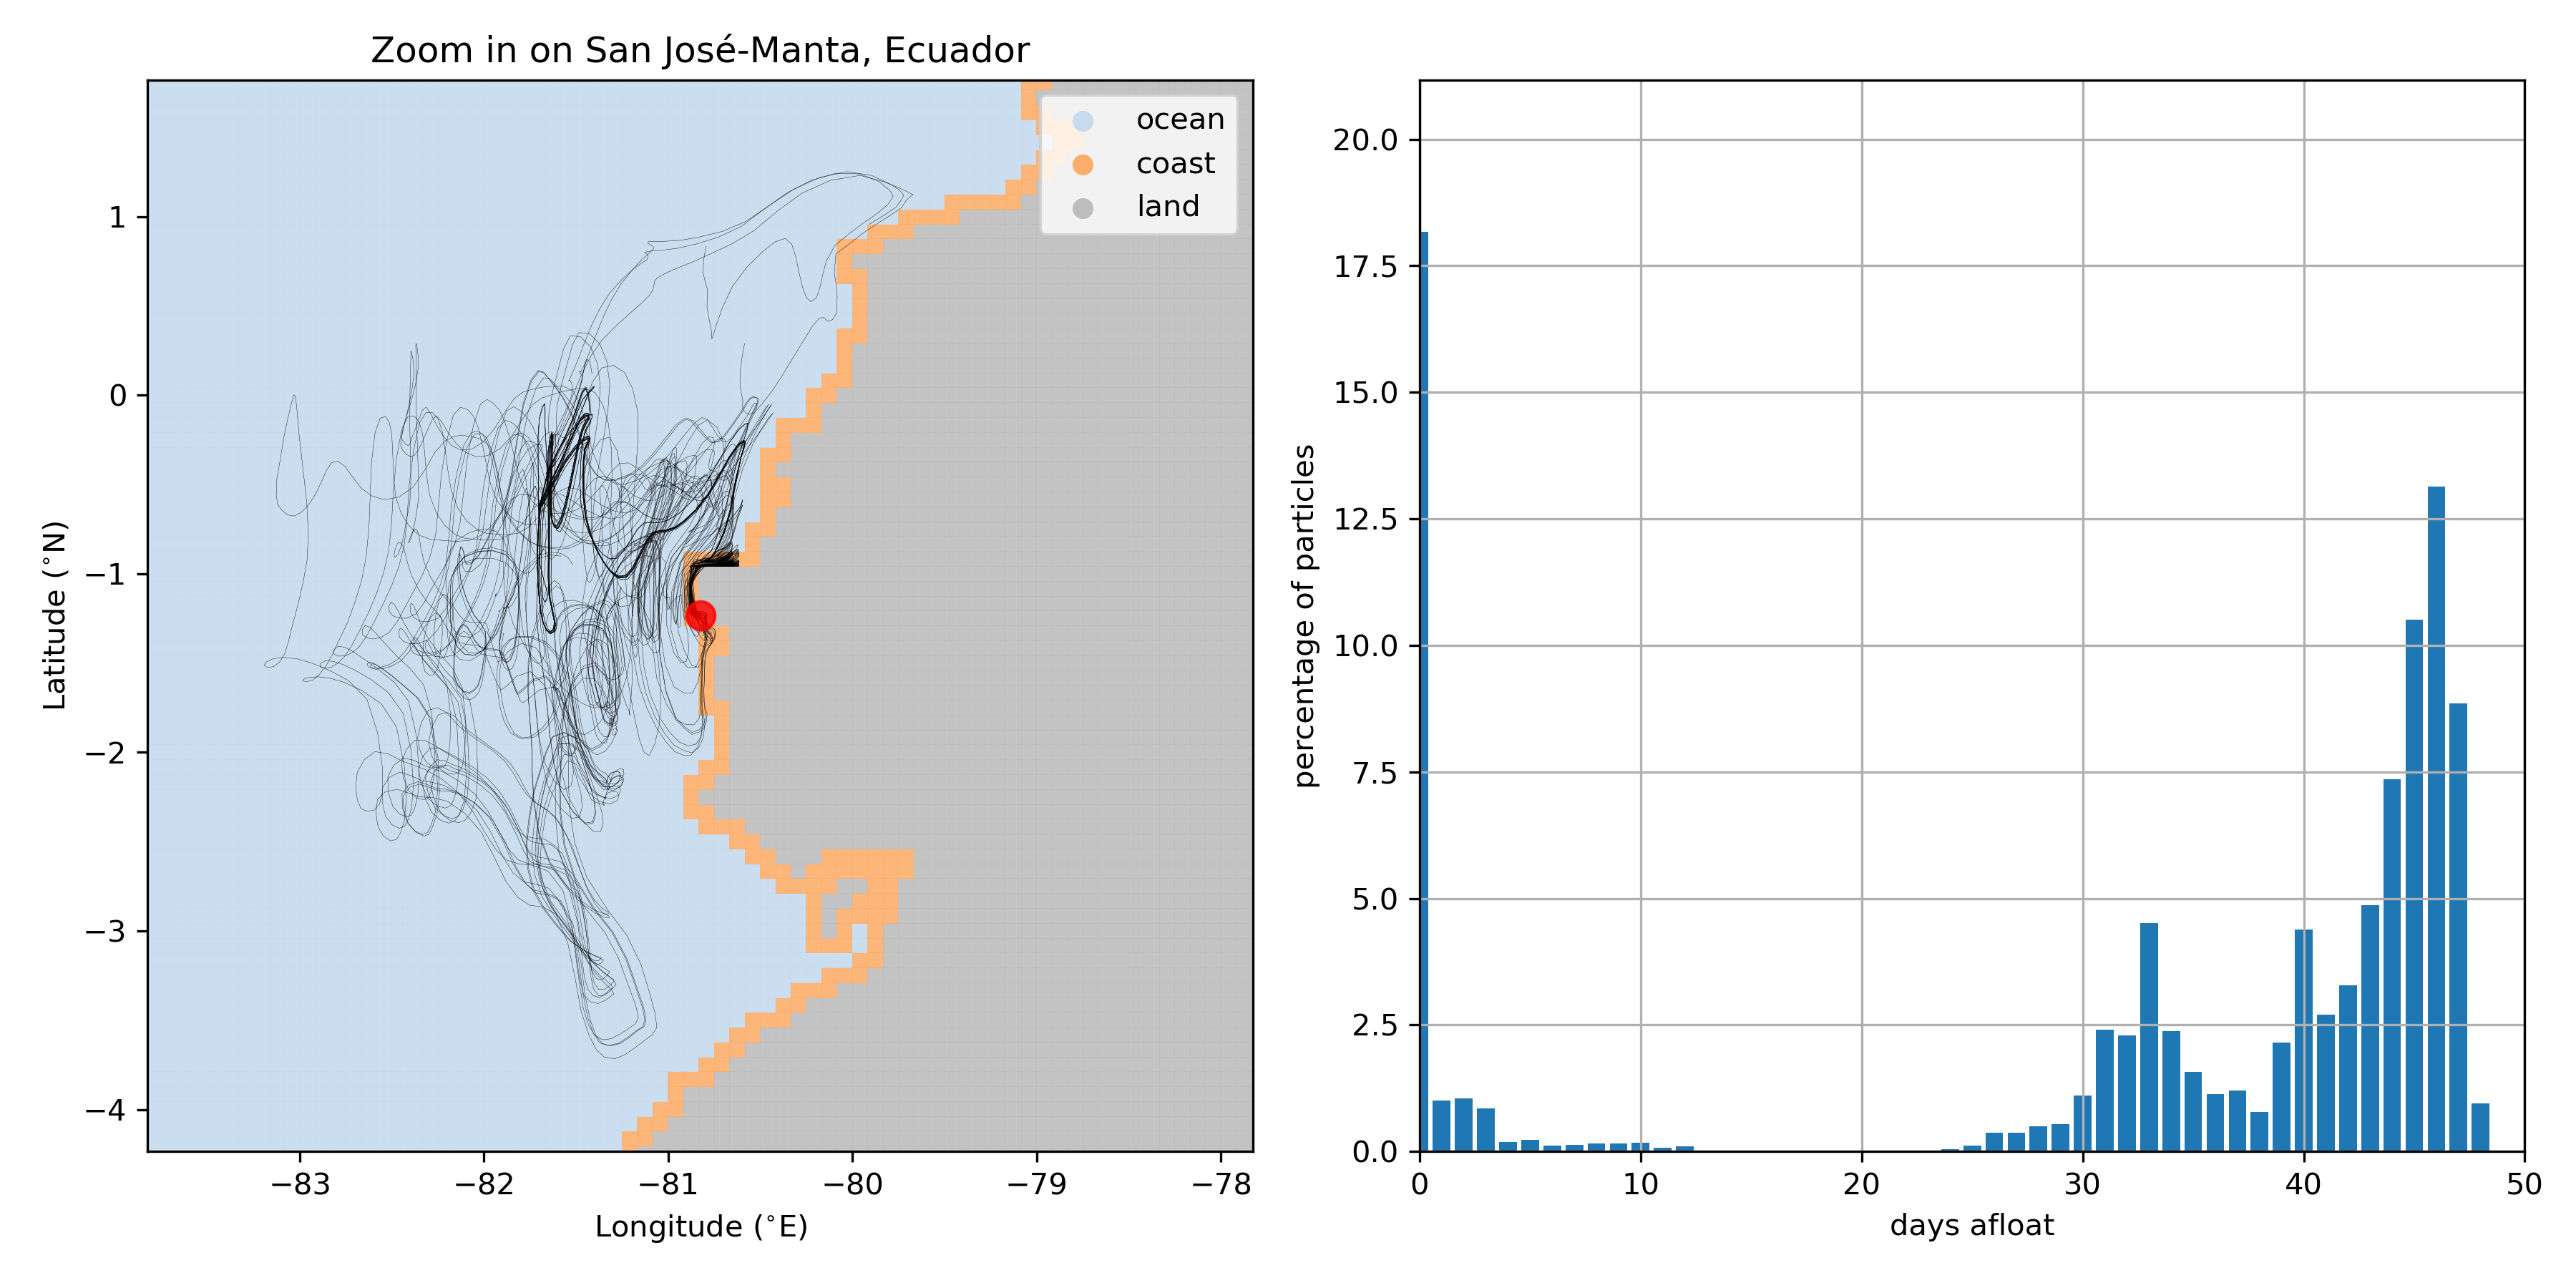 Zoom in on San José-Manta, Ecuador
ocean
coast
land
1
0
−1
−2
−3
−4
Latitude (°N)
−83 −82 −81 −80 −79 −78
Longitude (°E)
20.0
17.5
15.0
12.5
10.0
7.5
5.0
2.5
0.0
percentage of particles
0 10 20 30 40 50
days afloat